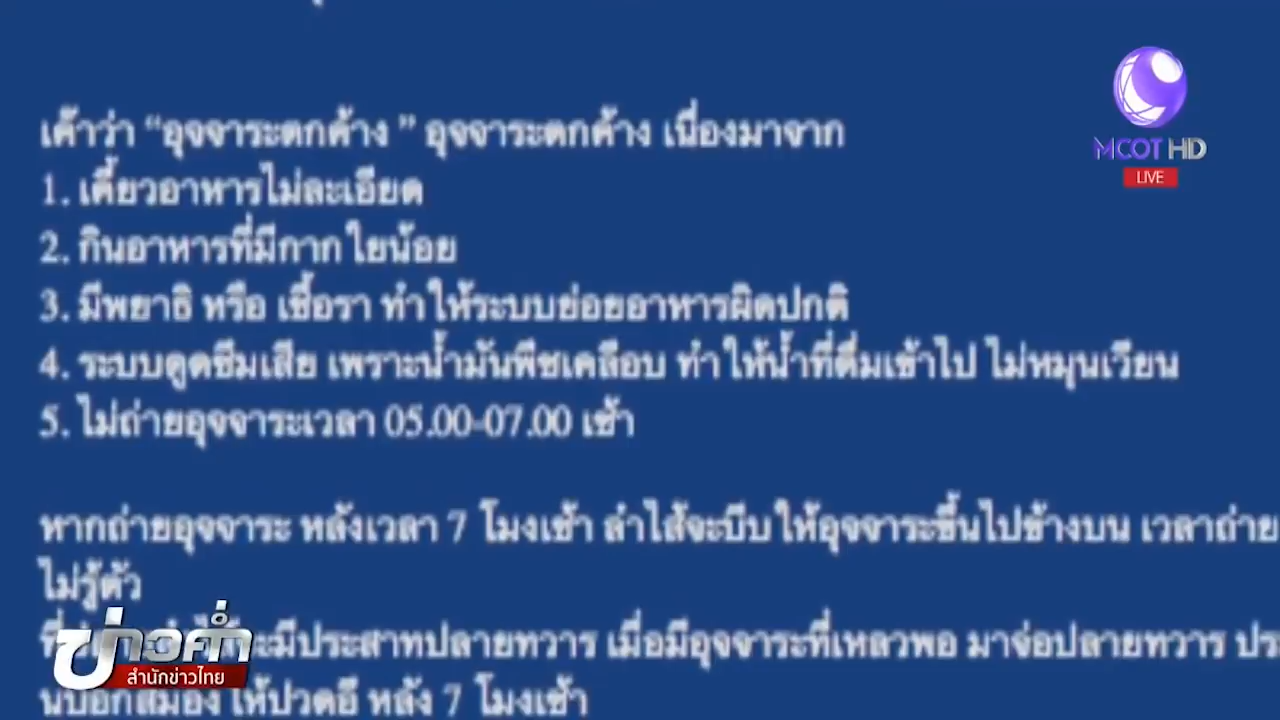 เค้าว่า “อุจจาระตกค้าง ” อุจจาระตกค้าง เนื่องมาจาก
1. เคี้ยวอาหารไม่ละเอียด
2. กินอาหารที่มีกากใยน้อย
3. มีพยาธิ หรือ เชื้อรา ทำให้ระบบย่อยอาหารผิดปกติ
4. ระบบดูดซึมเสีย เพราะน้ำมันพืชเคลือบ ทำให้น้ำที่ดื่มเข้าไป ไม่หมุนเวียน
5. ไม่ถ่ายอุจจาระเวลา 05.00-07.00 เช้า
หากถ่ายอุจจาระ หลังเวลา 7 โมงเช้า ลำไส้จะบีบให้อุจจาระขึ้นไปข้างบน เวลาถ่าย
ไม่รู้ตัว
จะมีประสาทปลายทวาร เมื่อมีอุจจาระที่เหลวพอ มาจ่อปลายทวาร
ให้ปวดอึ หลัง 7 โมงเช้า
MCOT HD
LIVE
ข่าวค่ำ
สำนักข่าวไทย